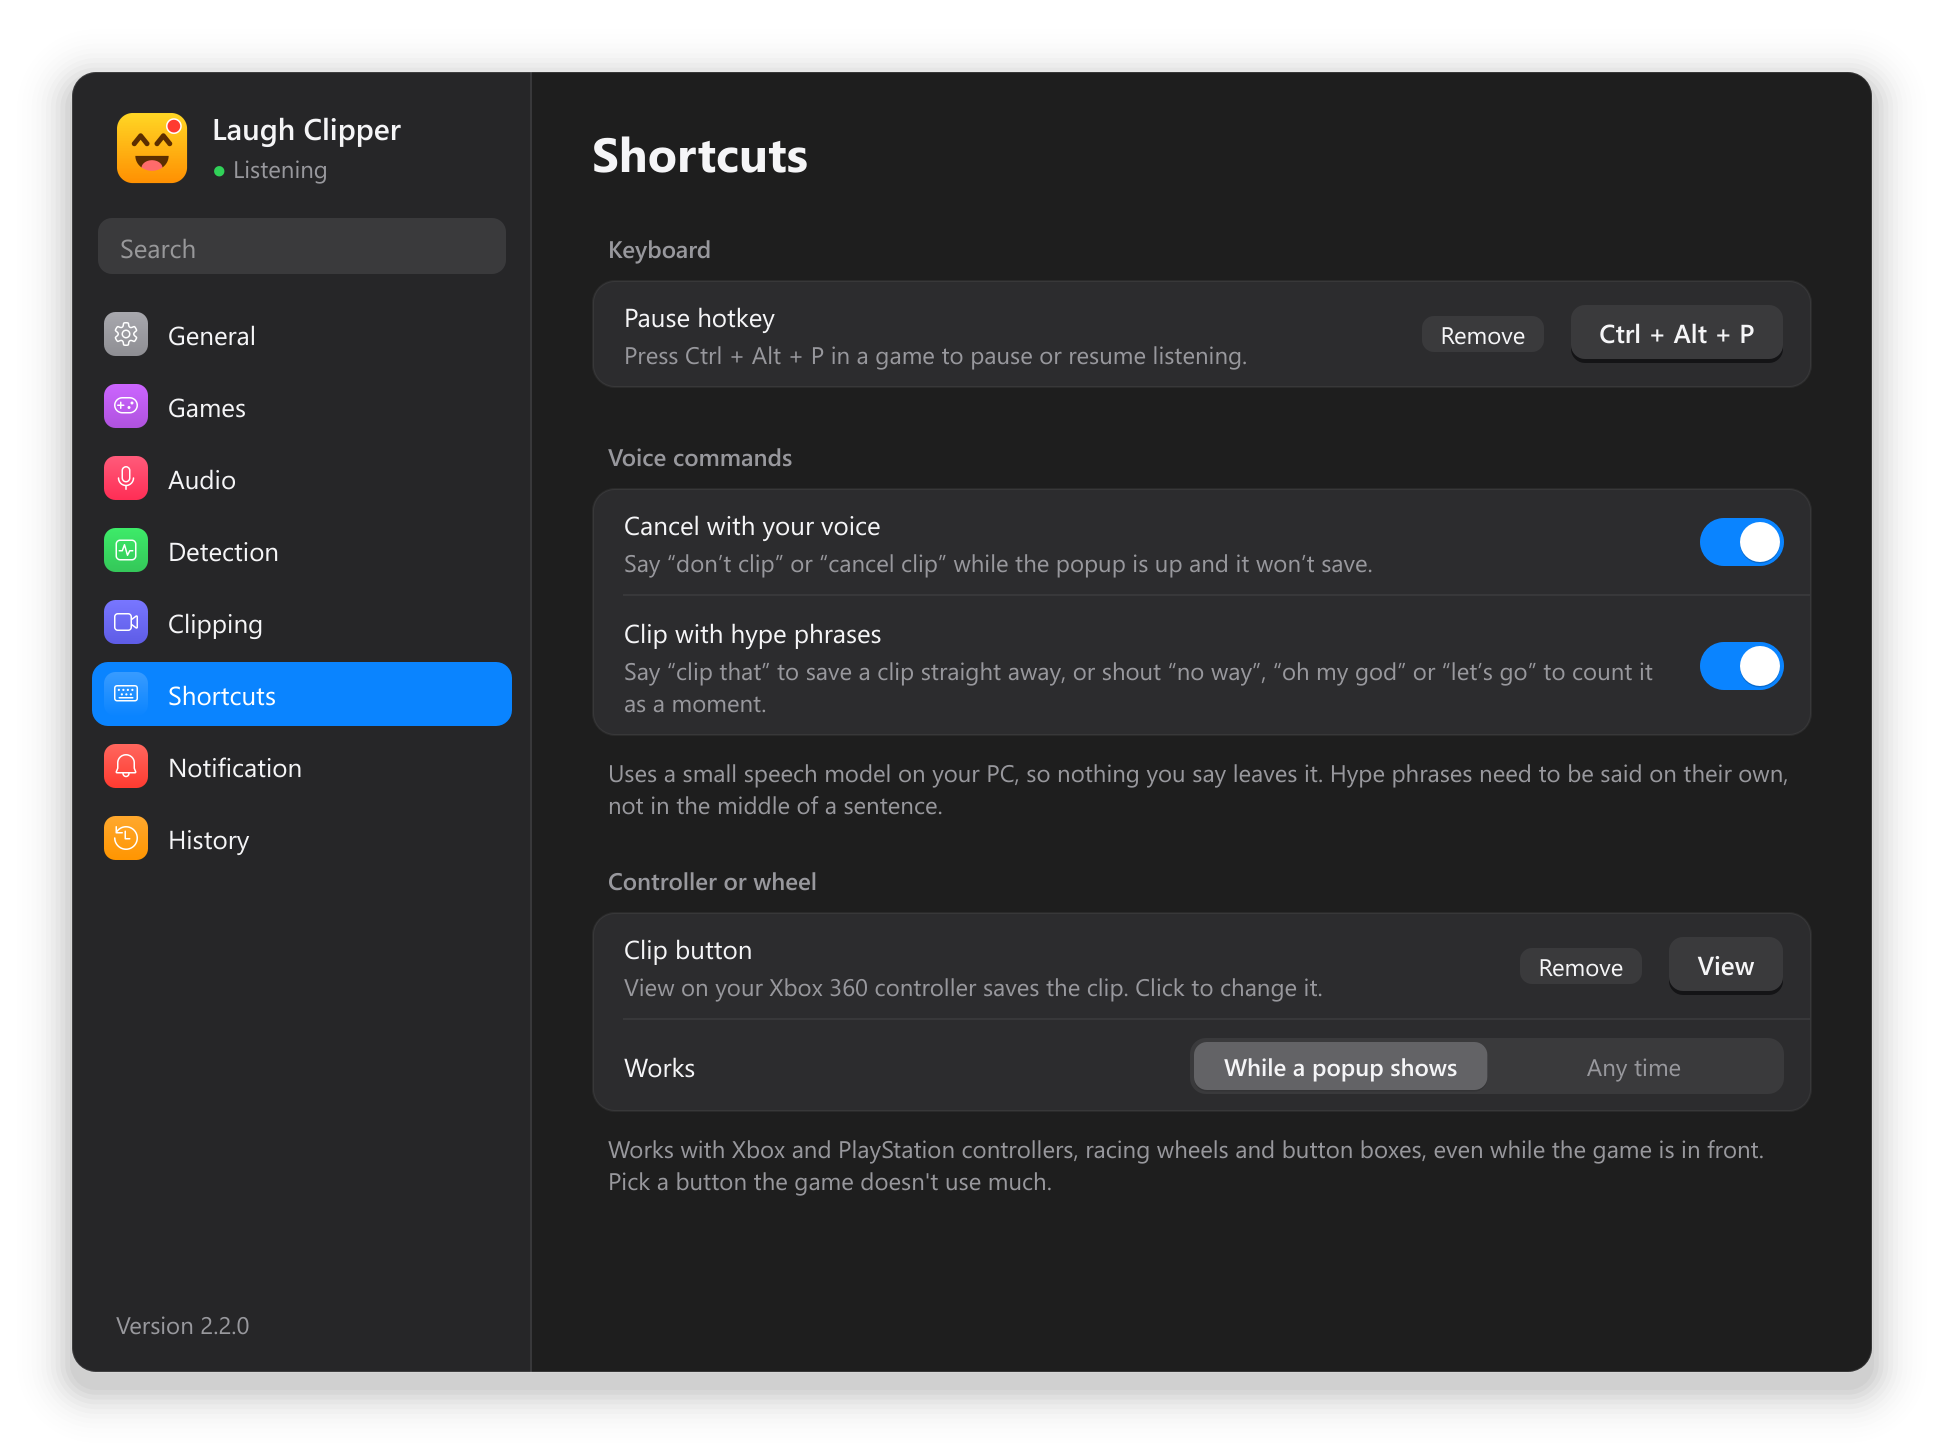 Laugh Clipper
Listening
Search
General
Games
Audio
Detection
Clipping
Shortcuts
Notification
History
Version 2.2.0
Shortcuts
Keyboard
Pause hotkey
Press Ctrl + Alt + P in a game to pause or resume listening.
Remove
Ctrl + Alt + P
Voice commands
Cancel with your voice
Say “don’t clip” or “cancel clip” while the popup is up and it won’t save.
Clip with hype phrases
Say “clip that” to save a clip straight away, or shout “no way”, “oh my god” or “let’s go” to count it
as a moment.
Uses a small speech model on your PC, so nothing you say leaves it. Hype phrases need to be said on their own,
not in the middle of a sentence.
Controller or wheel
Clip button
View on your Xbox 360 controller saves the clip. Click to change it.
Remove
View
Works
While a popup shows
Any time
Works with Xbox and PlayStation controllers, racing wheels and button boxes, even while the game is in front.
Pick a button the game doesn't use much.